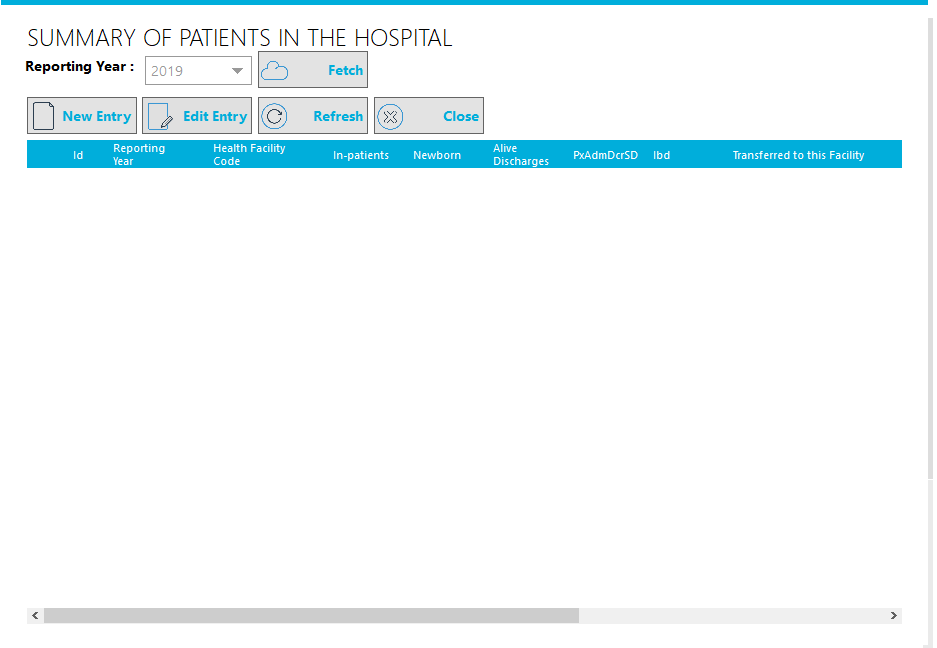 SUMMARY OF PATIENTS IN THE HOSPITAL
Reporting Year :
2019
Fetch
New Entry
Edit Entry
Refresh
Close
Id
Reporting
Year
Health Facility
Code
In-patients
Newborn
Alive
Discharges
PxAdmDcrSD
Ibd
Transferred to this Facility